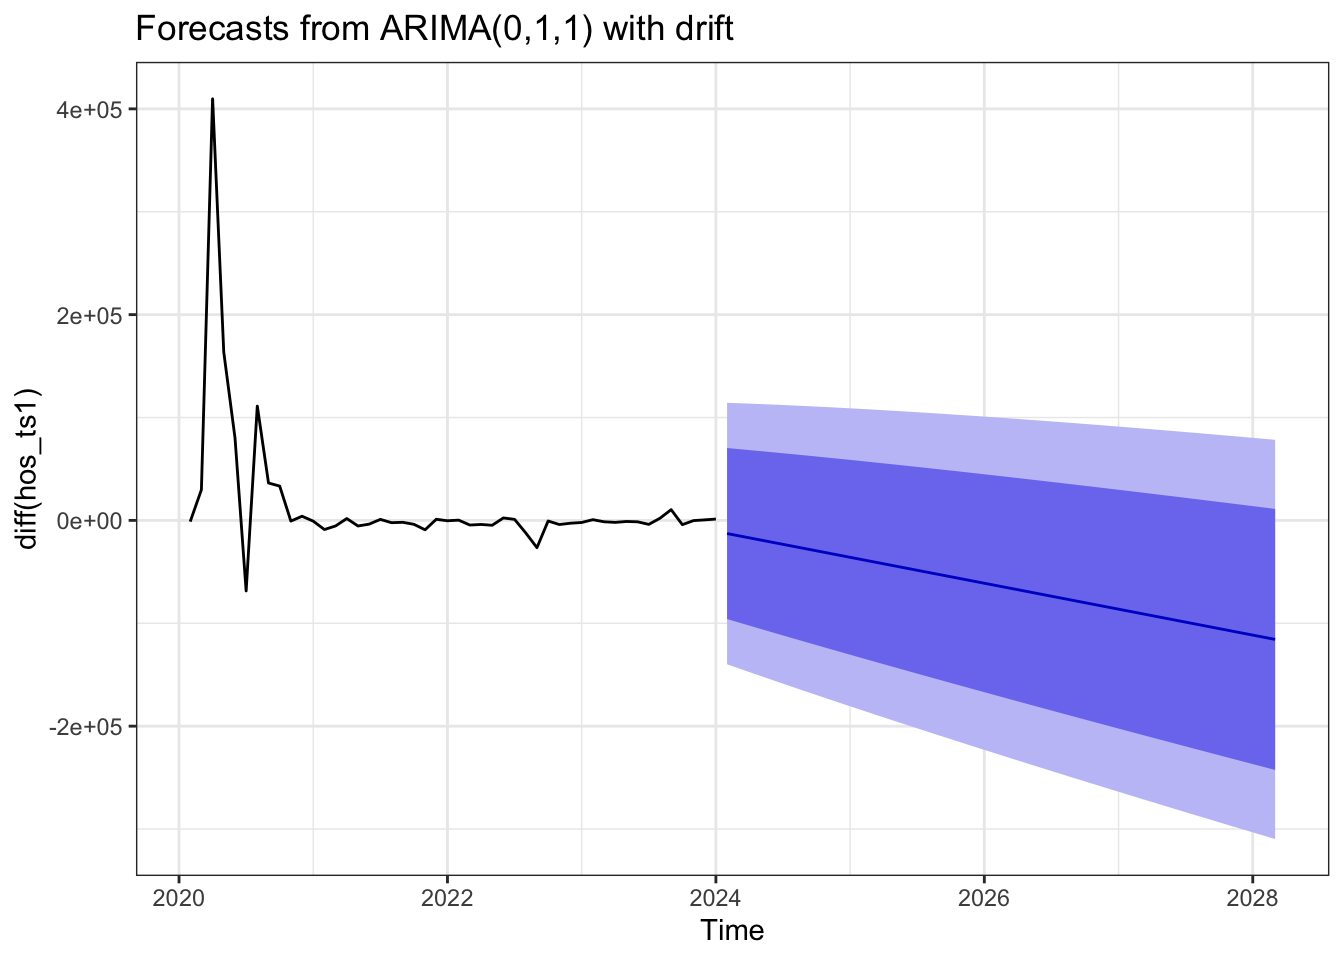 Forecasts from ARIMA(0,1,1) with drift
4e+05
2e+05
0e+00
-2e+05
diff(hos_ts1)
2020 2022 2024 2026 2028
Time